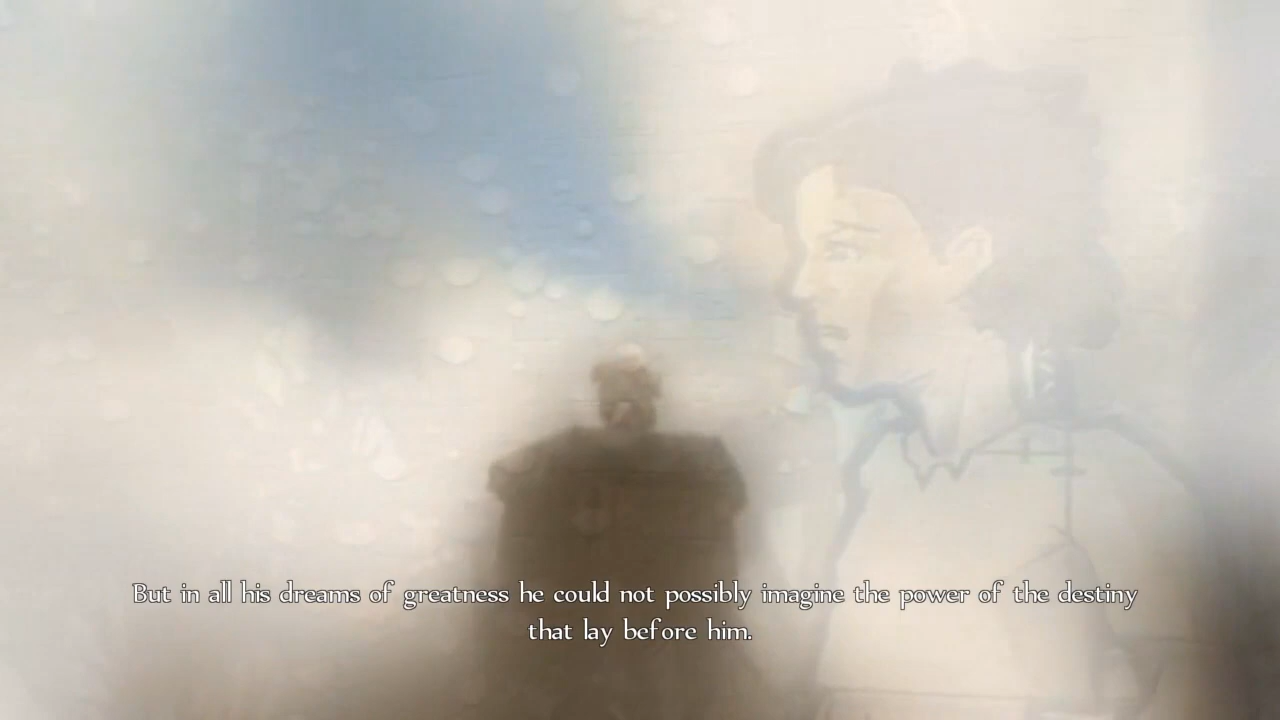 But in all his dreams of greatness he could not possibly imagine the power of the destiny
that lay before him.